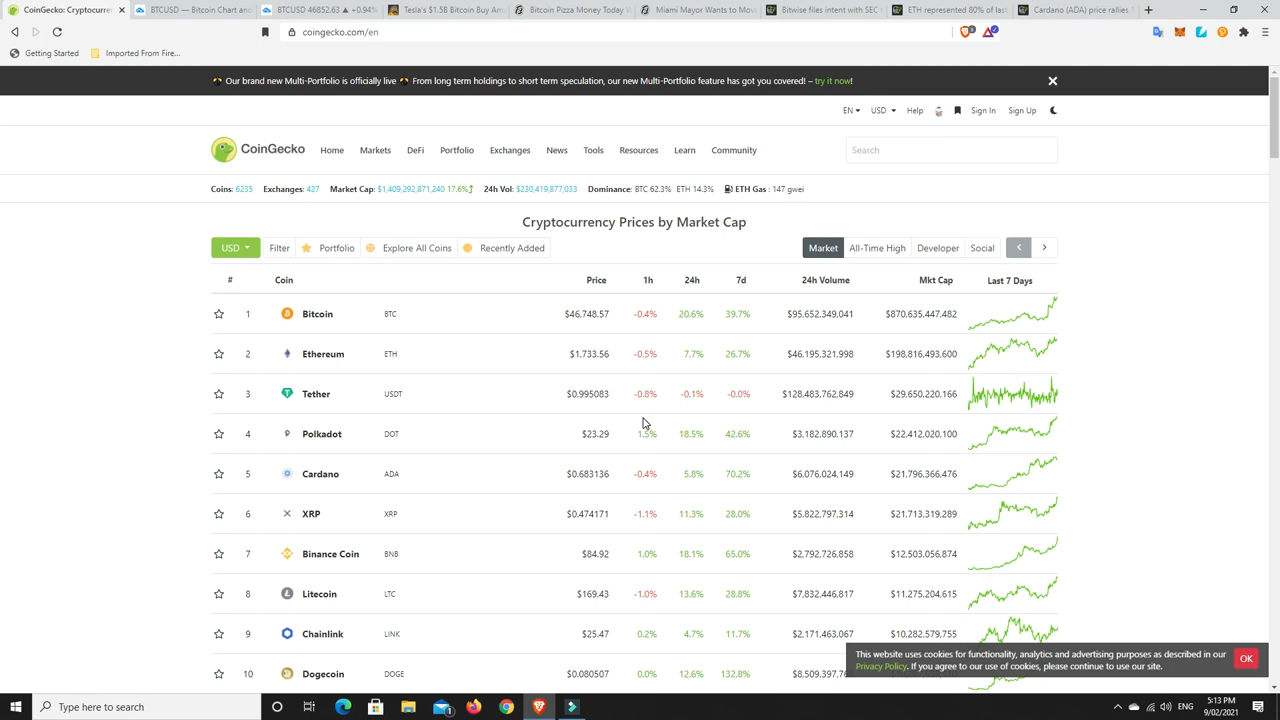 CoinGecko: Cryptocurren
BTCUSD — Bitcoin Chart and
BTCUSD 46852.63 ▲ +0.94%
Tesla's $1.5B Bitcoin Buy Am
Bitcoin Pizza Money Today W
Miami Mayor Wants to Mov
Bitwise files intent with SEC
ETH represented 80% of last
Cardano (ADA) price rallies
coingecko.com/en
Getting Started
Imported From Fire...
Our brand new Multi-Portfolio is officially live From long term holdings to short term speculation, our new Multi-Portfolio feature has got you covered! – try it now!
EN USD Help Sign In Sign Up
CoinGecko Home Markets DeFi Portfolio Exchanges News Tools Resources Learn Community Search
Coins: 6235 Exchanges: 427 Market Cap: $1,409,292,871,240 17.6% 24h Vol: $230,419,877,033 Dominance: BTC 62.3% ETH 14.3% ETH Gas : 147 gwei
Cryptocurrency Prices by Market Cap
USD Filter Portfolio Explore All Coins Recently Added Market All-Time High Developer Social
# Coin Price 1h 24h 7d 24h Volume Mkt Cap Last 7 Days
1 Bitcoin BTC $46,748.57 -0.4% 20.6% 39.7% $95,652,349,041 $870,635,447,482
2 Ethereum ETH $1,733.56 -0.5% 7.7% 26.7% $46,195,321,998 $198,816,493,600
3 Tether USDT $0.995083 -0.8% -0.1% -0.0% $128,483,762,849 $29,650,220,166
4 Polkadot DOT $23.29 1.5% 18.5% 42.6% $3,182,890,137 $22,412,020,100
5 Cardano ADA $0.683136 -0.4% 5.8% 70.2% $6,076,024,149 $21,796,366,476
6 XRP XRP $0.474171 -1.1% 11.3% 28.0% $5,822,797,314 $21,713,319,289
7 Binance Coin BNB $84.92 1.0% 18.1% 65.0% $2,792,726,858 $12,503,056,874
8 Litecoin LTC $169.43 -1.0% 13.6% 28.8% $7,832,446,817 $11,275,204,615
9 Chainlink LINK $25.47 0.2% 4.7% 11.7% $2,171,463,067 $10,282,579,755
10 Dogecoin DOGE $0.080507 0.0% 12.6% 132.8% $8,509,397,76
This website uses cookies for functionality, analytics and advertising purposes as described in our
Privacy Policy. If you agree to our use of cookies, please continue to use our site.
OK
Type here to search
ENG
5:13 PM
9/02/2021